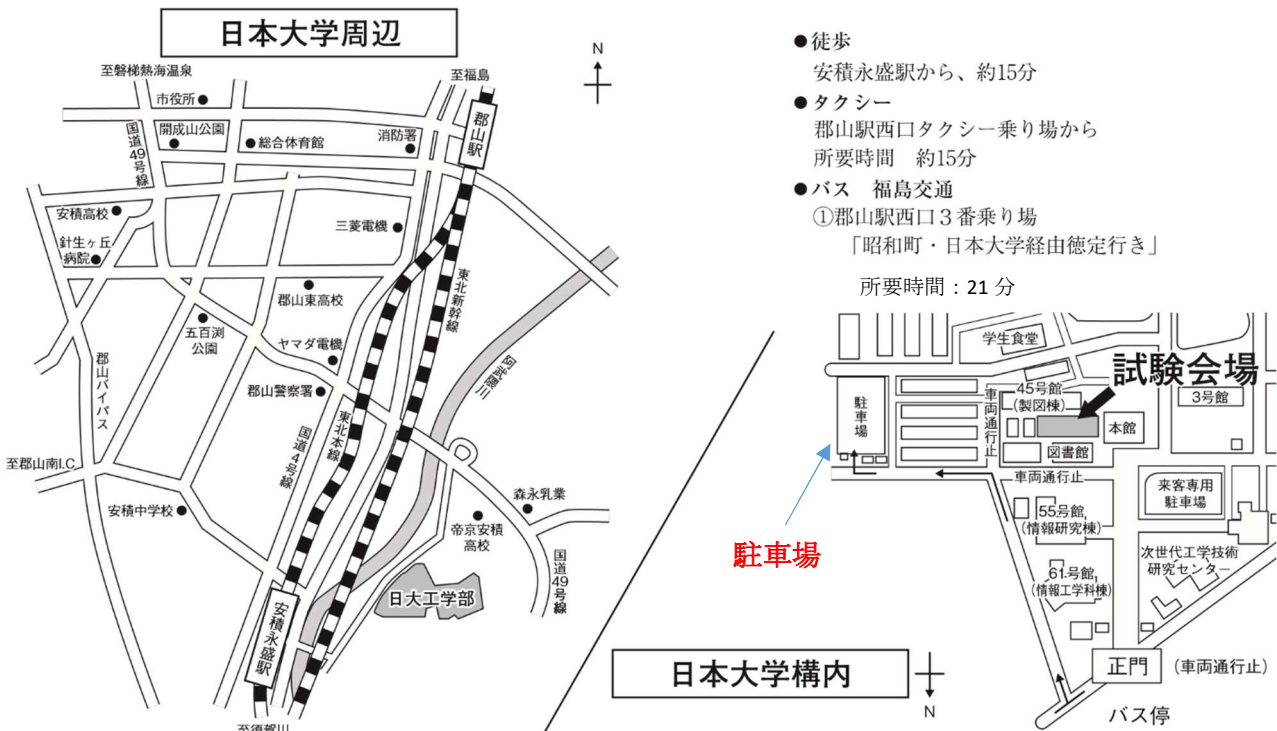 日本大学周辺
N
至磐梯熱海温泉
至福島
市役所
国道49号線
開成山公園
総合体育館
消防署
郡山駅
安積高校
針生ヶ丘
病院
三菱電機
東北新幹線
郡山東高校
五百渕
公園
ヤマダ電機
阿武隈川
郡山バイパス
郡山警察署
東北本線
国道4号線
至郡山南I.C
安積中学校
森永乳業
帝京安積
高校
国道49号線
日大工学部
安積永盛駅
至須賀川
●徒歩
安積永盛駅から、約15分
●タクシー
郡山駅西口タクシー乗り場から
所要時間 約15分
●バス 福島交通
①郡山駅西口3番乗り場
「昭和町・日本大学経由徳定行き」
所要時間：21 分
学生食堂
試験会場
駐車場
車両通行止
45号館
(製図棟)
3号館
本館
図書館
車両通行止
来客専用
駐車場
55号館
(情報研究棟)
駐車場
次世代工学技術
研究センター
61号館
(情報工学科棟)
日本大学構内
N
正門
(車両通行止)
バス停